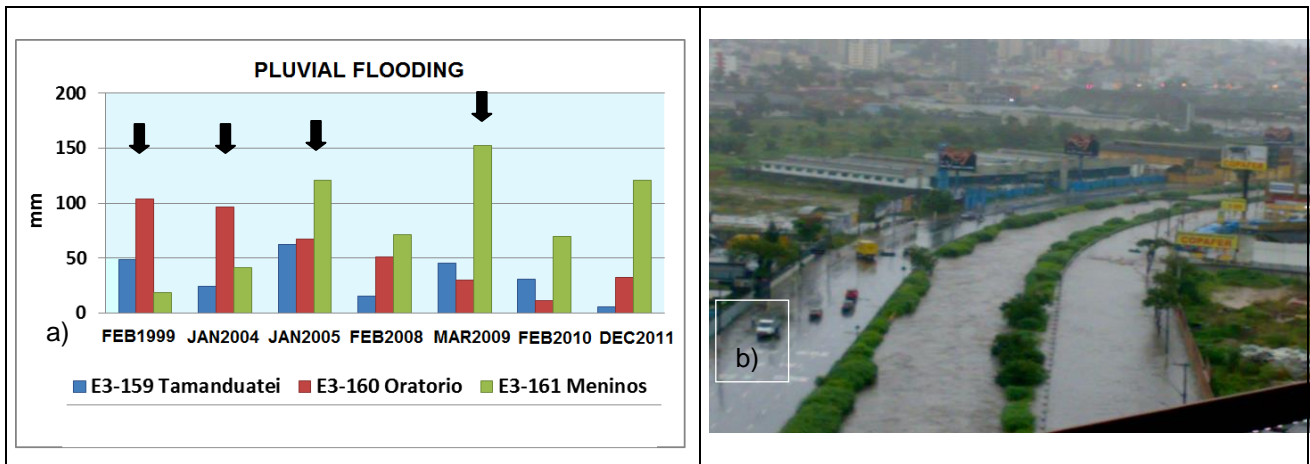 PLUVIAL FLOODING
200
150
100
50
0
mm
a)
FEB1999 JAN2004 JAN2005 FEB2008 MAR2009 FEB2010 DEC2011
E3-159 Tamanduatei E3-160 Oratorio E3-161 Meninos
COPAFER
COPAFER
b)